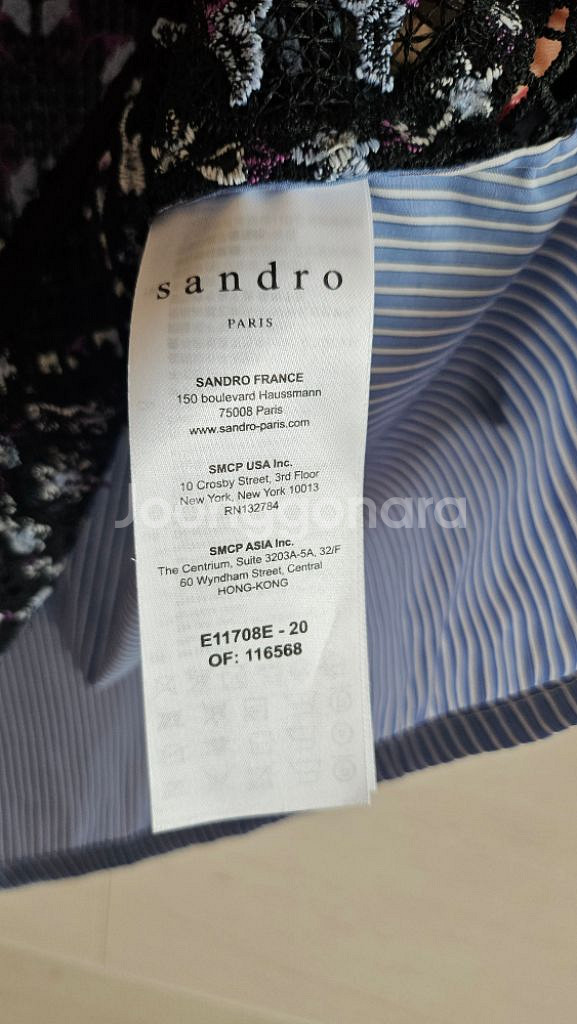 sandro
PARIS
SANDRO FRANCE
150 boulevard Haussmann
75008 Paris
www.sandro-paris.com
SMCP USA Inc.
10 Crosby Street, 3rd Floor
New York, New York 10013
RN132784
Joonggonara
SMCP ASIA Inc.
The Centrium, Suite 3203A-5A, 32/F
60 Wyndham Street, Central
HONG-KONG
E11708E - 20
OF: 116568